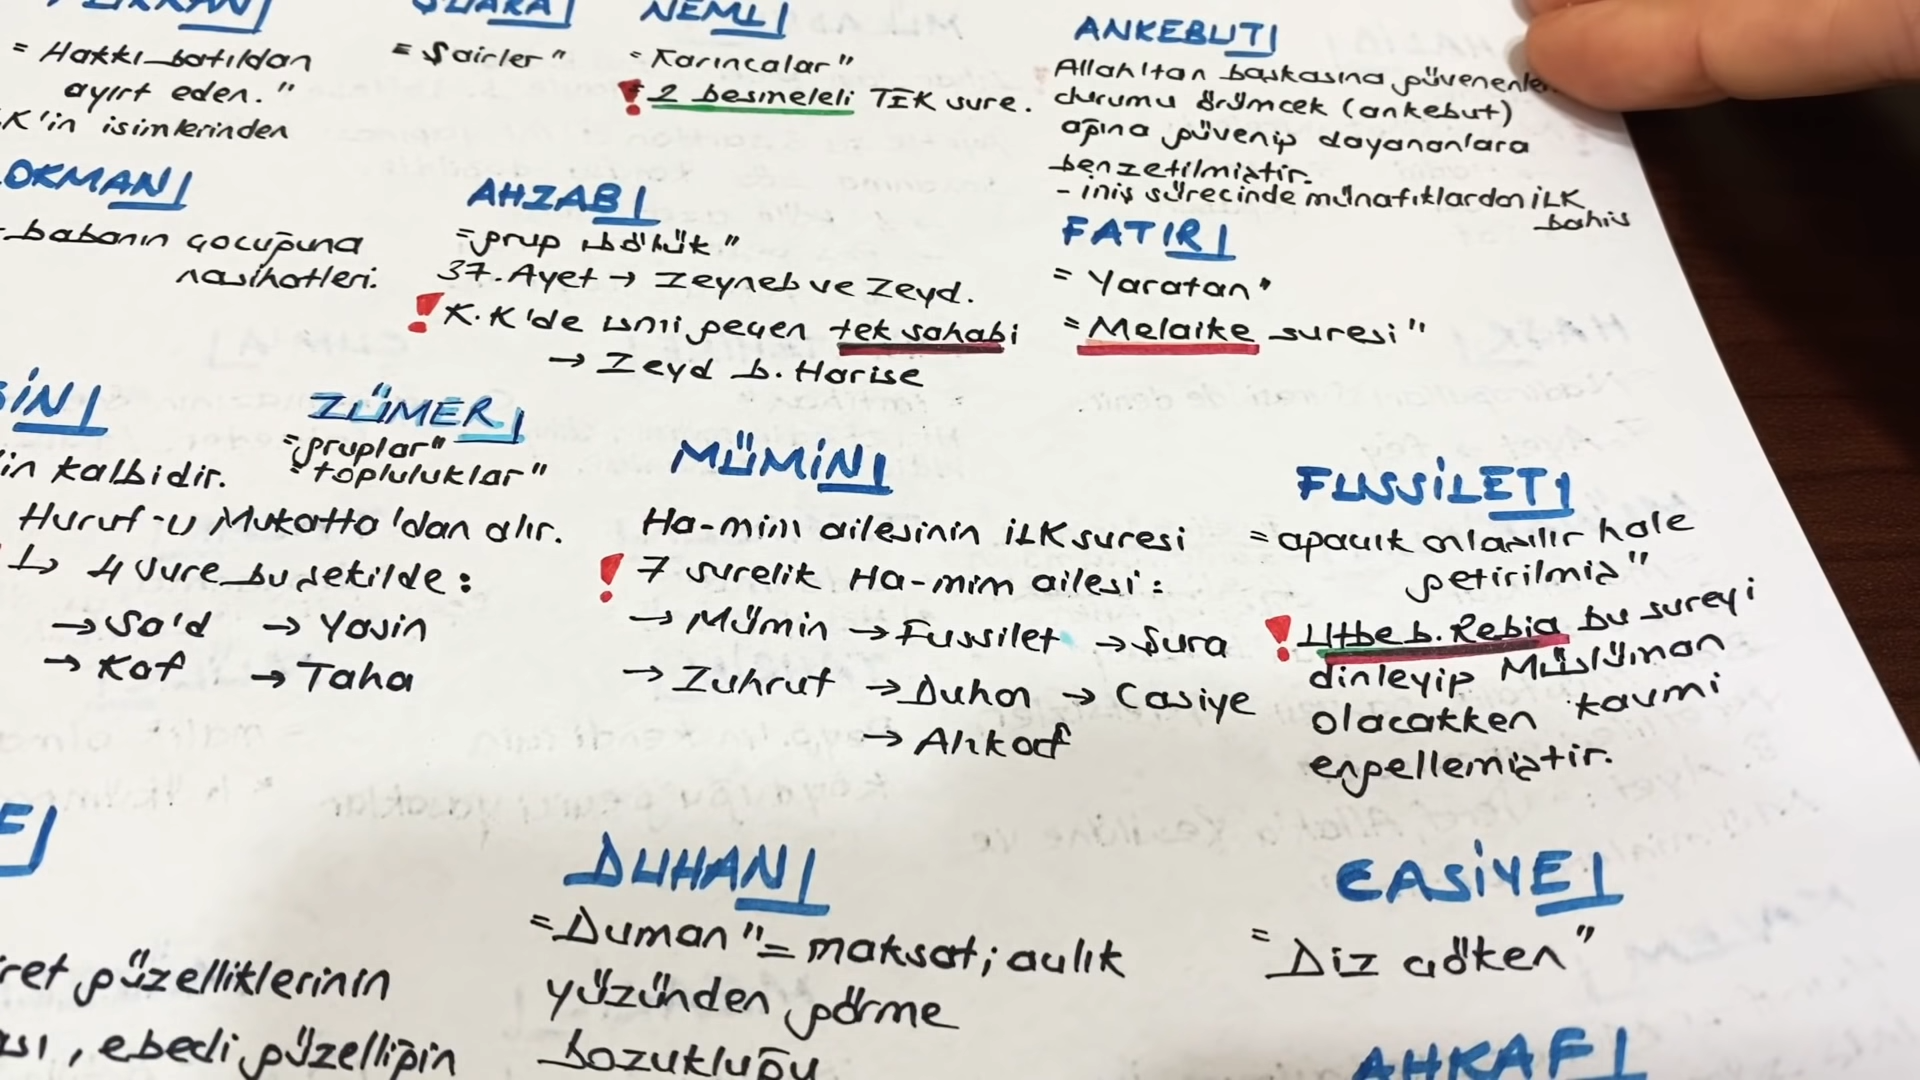 ŞUARA
"Şairler"
NEML
"Karıncalar"
! 2 besmeleli TEK sure.
ANKEBUT
Allah'tan başkasına güvenenler
durumu örümcek (ankebut)
ağına güvenip dayananlara
benzetilmiştir.
- iniş sürecinde münafıklardan iLK
bahis
= Hakkı batıldan
ayırt eden."
K'in isimlerinden
OKMAN
- babanın çocuğuna
nasihatleri.
AHZAB
"grup, bölük"
37. Ayet → Zeyneb ve Zeyd.
! K.K'de ismi geçen tek sahabi
→ Zeyd b. Harise
FATIR
= Yaratan"
= Melaike suresi"
SİN
'in kalbidir.
Huruf-u Mukatta'dan alır.
↳ 4 sure bu şekilde:
→ Sa'd → Yasin
→ Kaf → Taha
ZÜMER
"gruplar"
"topluluklar"
MÜMİN
Ha-mim ailesinin iLK suresi
! 7 surelik Ha-mim ailesi:
→ Mümin → Fussilet → Şura
→ Zuhruf → Duhan → Casiye
→ Ahkaf
FUSSİLET
= apaçık anlaşılır hale
getirilmiş"
! Utbe b. Rebia bu sureyi
dinleyip Müslüman
olacakken kavmi
engellemiştir.
ret güzelliklerinin
ası, ebedi güzelliğin
DUHAN
"Duman" = maksat; açlık
yüzünden görme
bozukluğu
CASİYE
"Diz çöken"
AHKAF